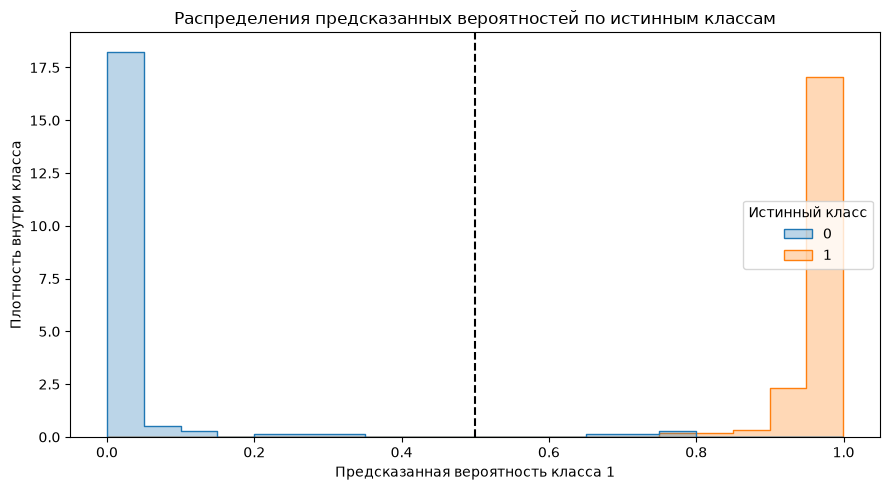 Распределения предсказанных вероятностей по истинным классам
Плотность внутри класса
17.5
15.0
12.5
10.0
7.5
5.0
2.5
0.0
Истинный класс
0
1
0.0 0.2 0.4 0.6 0.8 1.0
Предсказанная вероятность класса 1